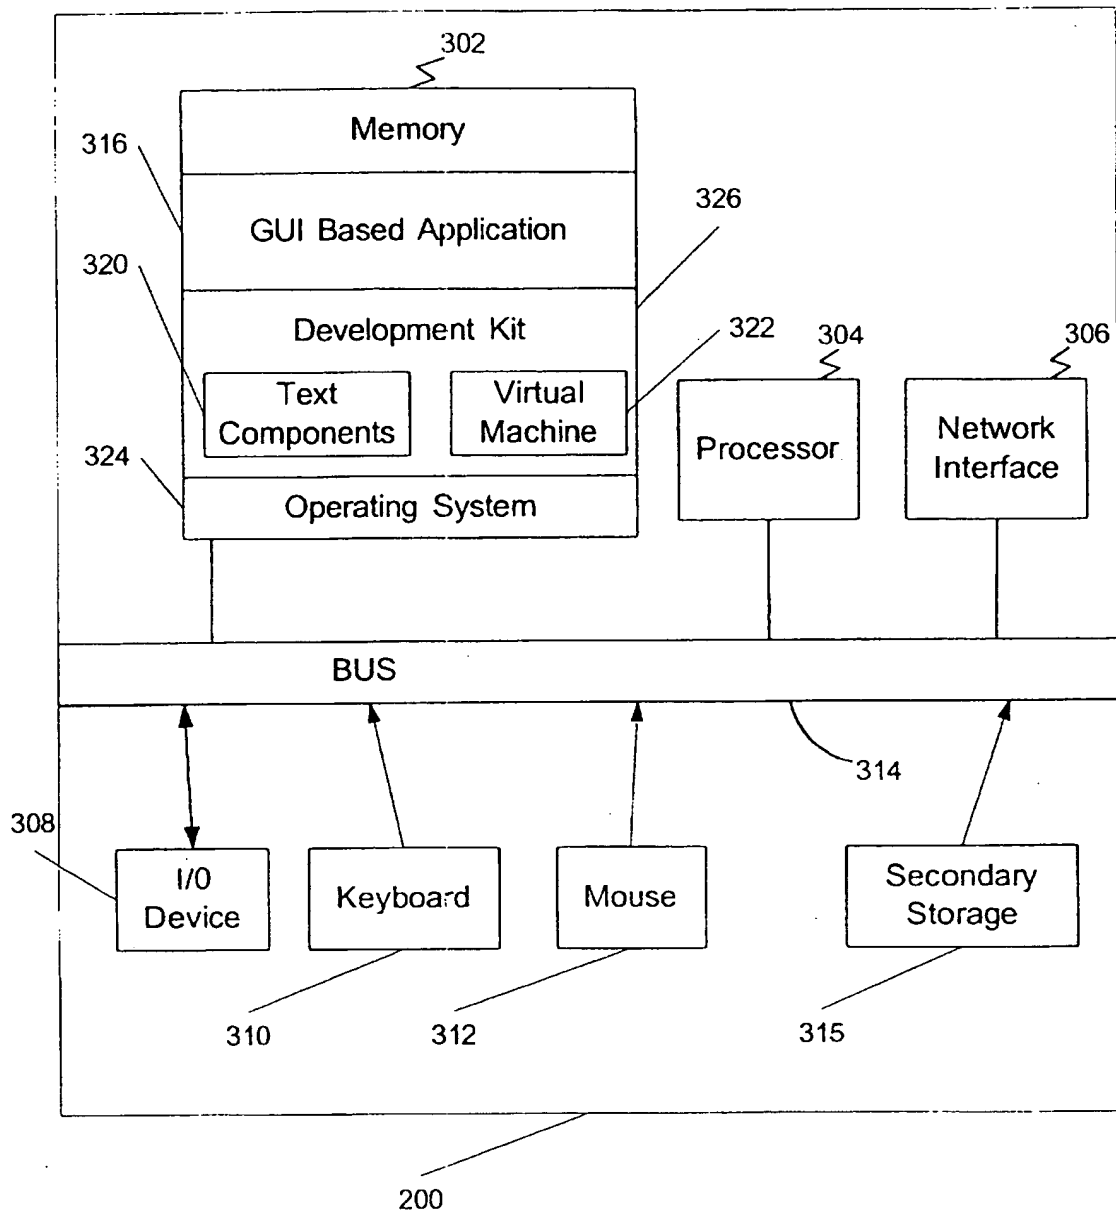 302
Memory
316
GUI Based Application
326
320
Development Kit
322
304
306
Text
Components
Virtual
Machine
Processor
Network
Interface
324
Operating System
BUS
314
308
I/0
Device
Keyboard
Mouse
Secondary
Storage
310
312
315
200